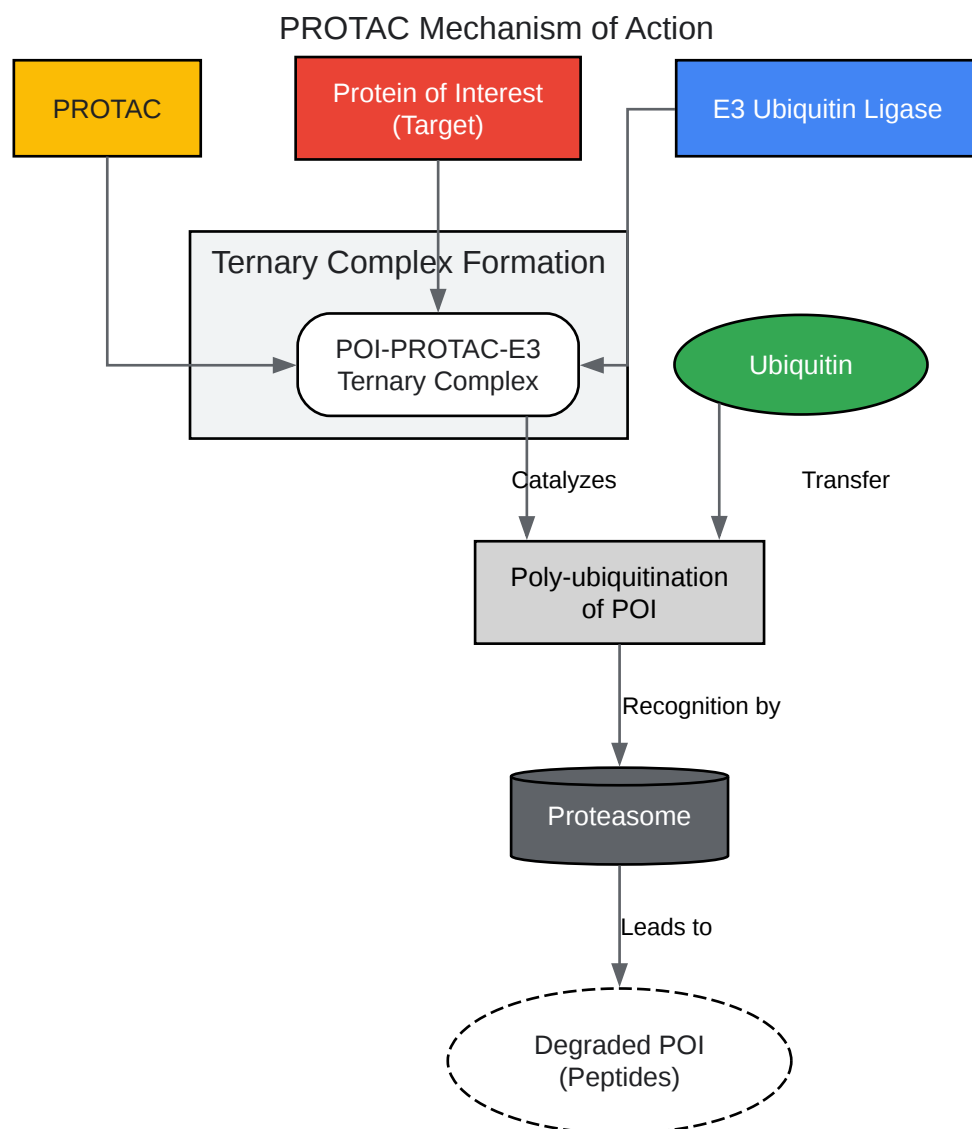 PROTAC Mechanism of Action
PROTAC
Protein of Interest
(Target)
E3 Ubiquitin Ligase
Ternary Complex Formation
POI-PROTAC-E3
Ternary Complex
Ubiquitin
Catalyzes
Transfer
Poly-ubiquitination
of POI
Recognition by
Proteasome
Leads to
Degraded POI
(Peptides)